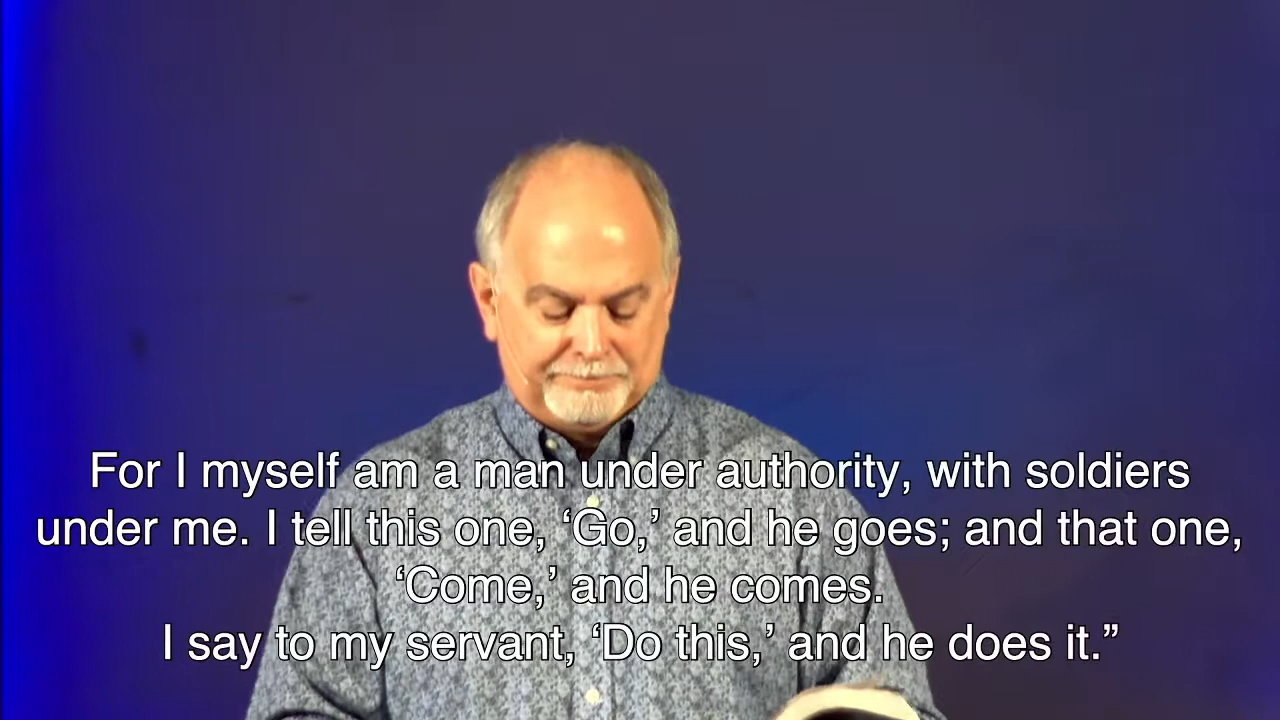 For I myself am a man under authority, with soldiers
under me. I tell this one, ‘Go,’ and he goes; and that one,
‘Come,’ and he comes.
I say to my servant, ‘Do this,’ and he does it.”